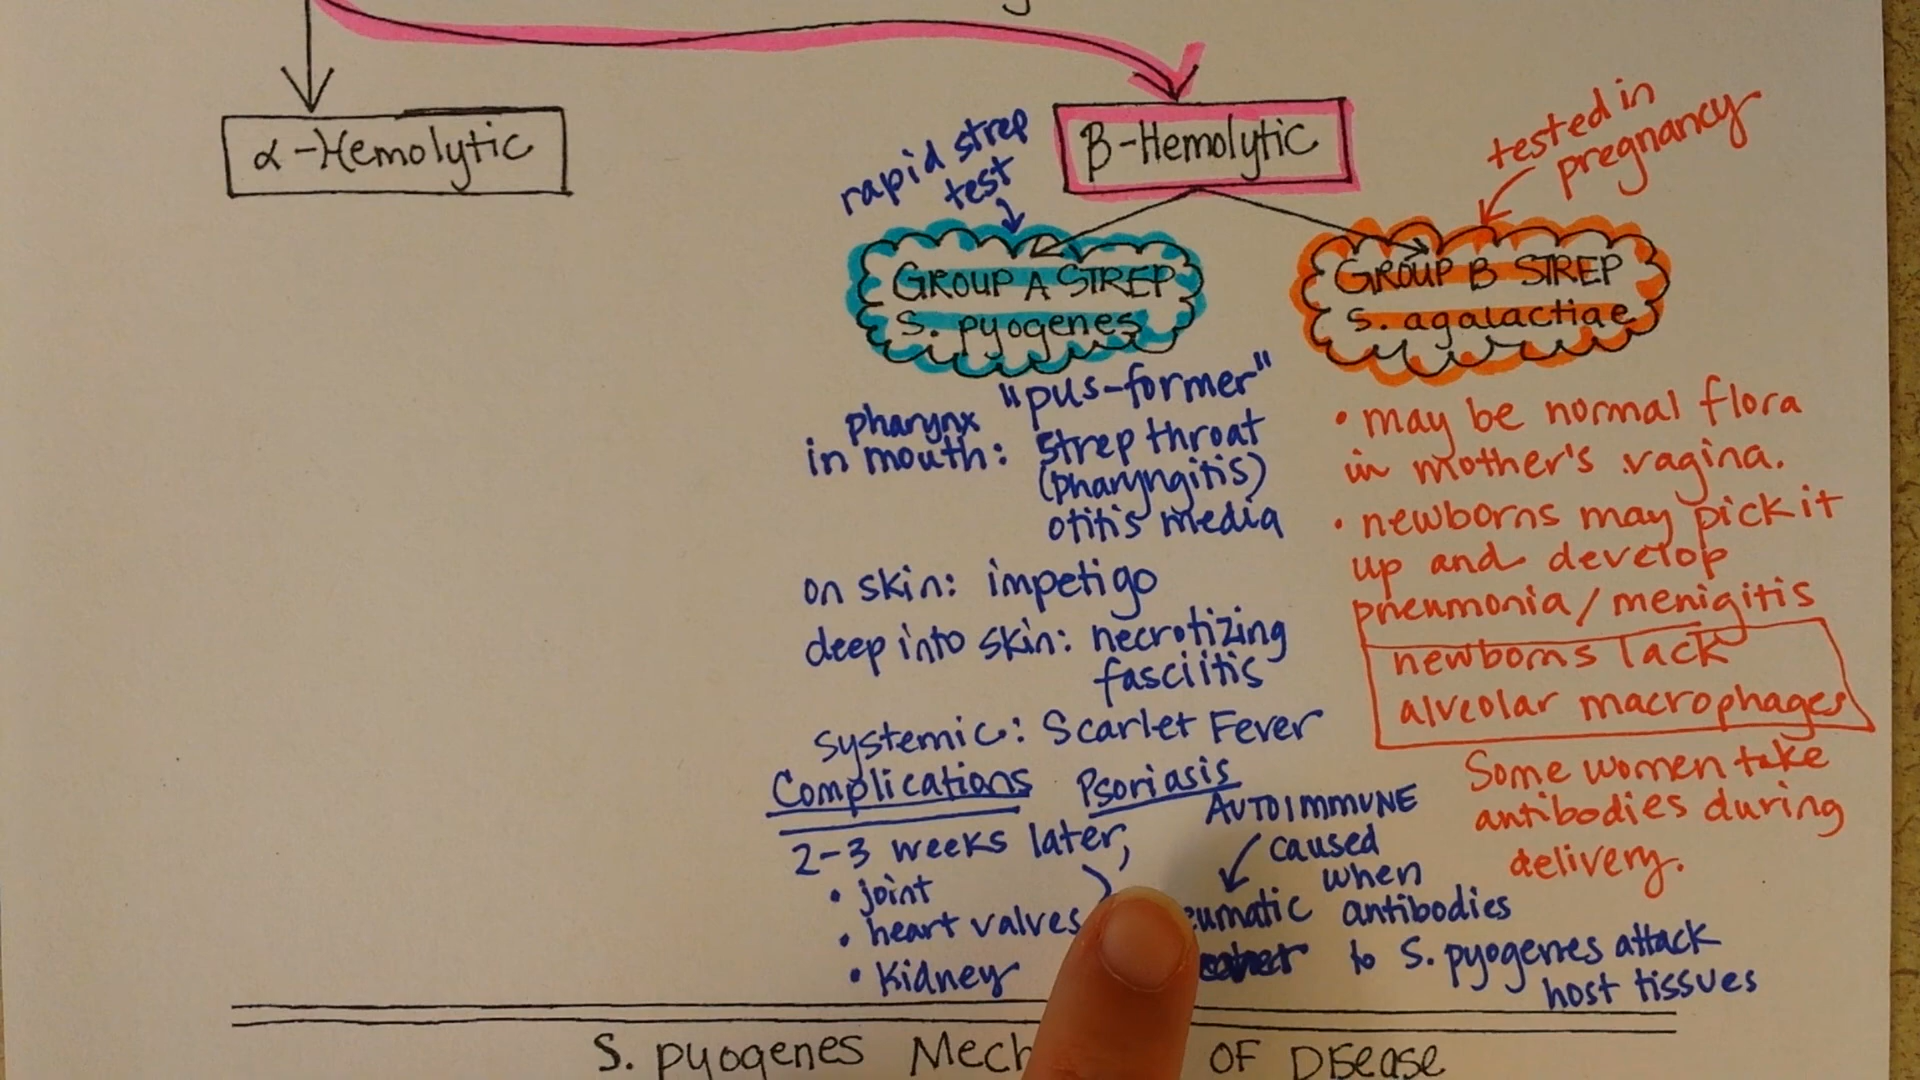 α-Hemolytic
β-Hemolytic
rapid strep
test
tested in
pregnancy
GROUP A STREP
S. pyogenes
"pus-former"
pharynx
in mouth: strep throat
(pharyngitis)
otitis media
on skin: impetigo
deep into skin: necrotizing
fasciitis
systemic: Scarlet Fever
Complications
2-3 weeks later,
• joint
• heart valves
• Kidney
Psoriasis
AUTOIMMUNE
caused
when
antibodies
to S. pyogenes attack
host tissues
GROUP B STREP
S. agalactiae
• may be normal flora
in mother's vagina.
• newborns may pick it
up and develop
pneumonia/menigitis
newborns lack
alveolar macrophages
Some women take
antibodies during
delivery.
S. pyogenes OF DISEASE